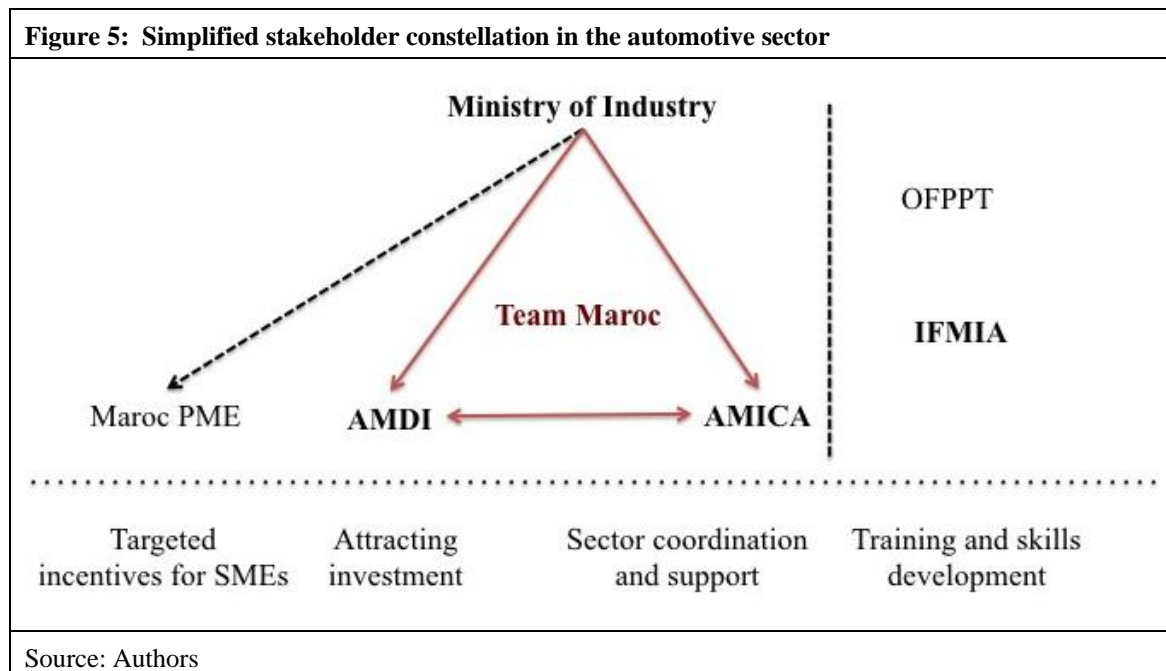 Figure 5: Simplified stakeholder constellation in the automotive sector
Ministry of Industry
OFPPT
Team Maroc
IFMIA
Maroc PME
AMDI
AMICA
Targeted
incentives for SMEs
Attracting
investment
Sector coordination
and support
Training and skills
development
Source: Authors